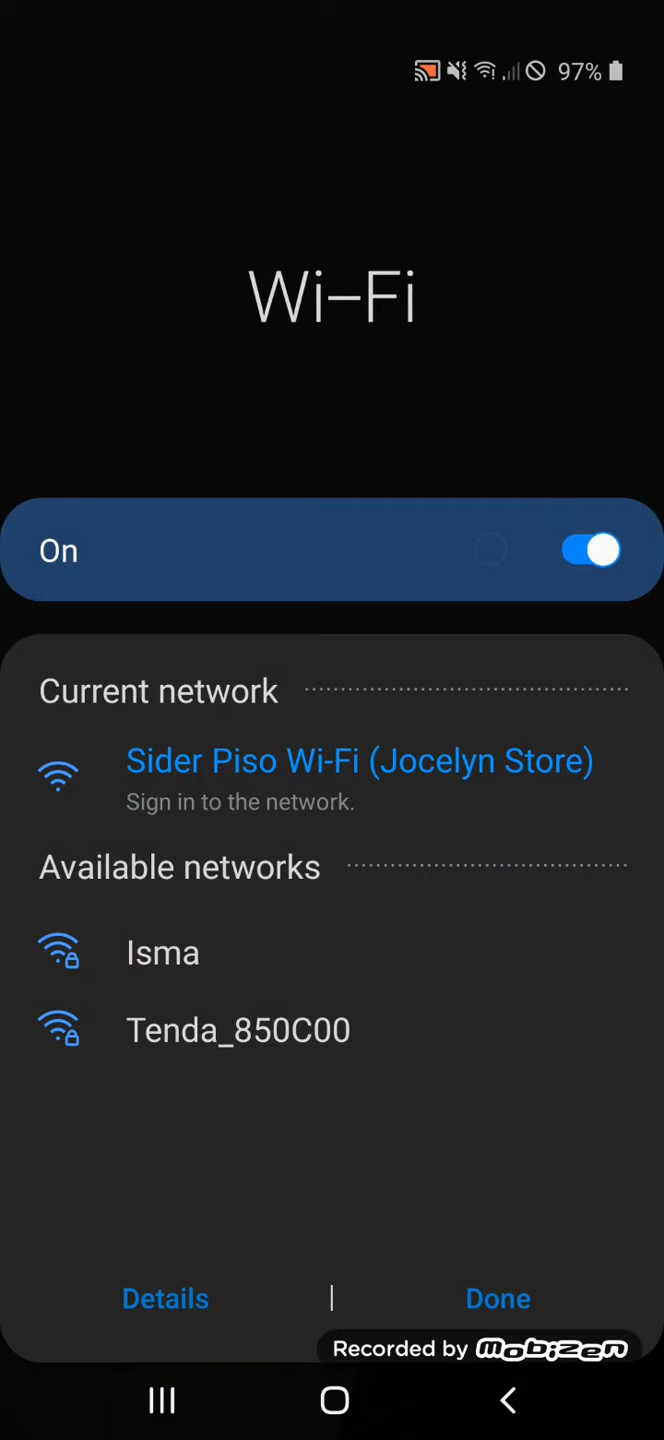 97%
Wi-Fi
On
Current network
Sider Piso Wi-Fi (Jocelyn Store)
Sign in to the network.
Available networks
Isma
Tenda_850C00
Details | Done
Recorded by mobizen